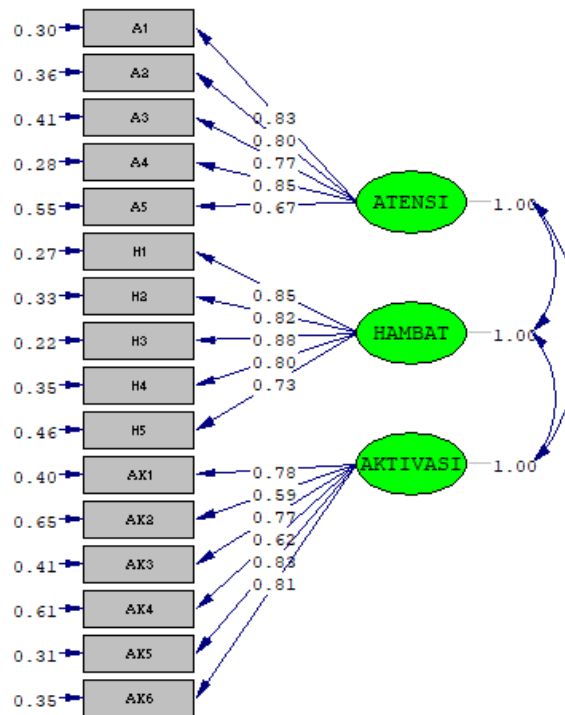 0.30 A1
0.36 A2
0.41 A3
0.28 A4
0.55 A5
0.27 H1
0.33 H2
0.22 H3
0.35 H4
0.46 H5
0.40 AK1
0.65 AK2
0.41 AK3
0.61 AK4
0.31 AK5
0.35 AK6
0.83
0.80
0.77
0.85
0.67
ATENSI 1.00
0.85
0.82
0.88
0.80
0.73
HAMBAT 1.00
0.78
0.59
0.77
0.62
0.83
0.81
AKTIVASI 1.00